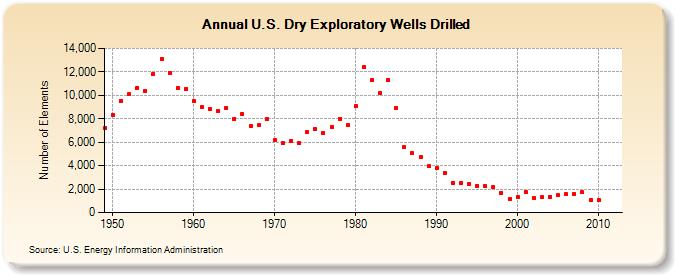 Annual U.S. Dry Exploratory Wells Drilled
Number of Elements
14,000
12,000
10,000
8,000
6,000
4,000
2,000
0
1950 1960 1970 1980 1990 2000 2010
Source: U.S. Energy Information Administration